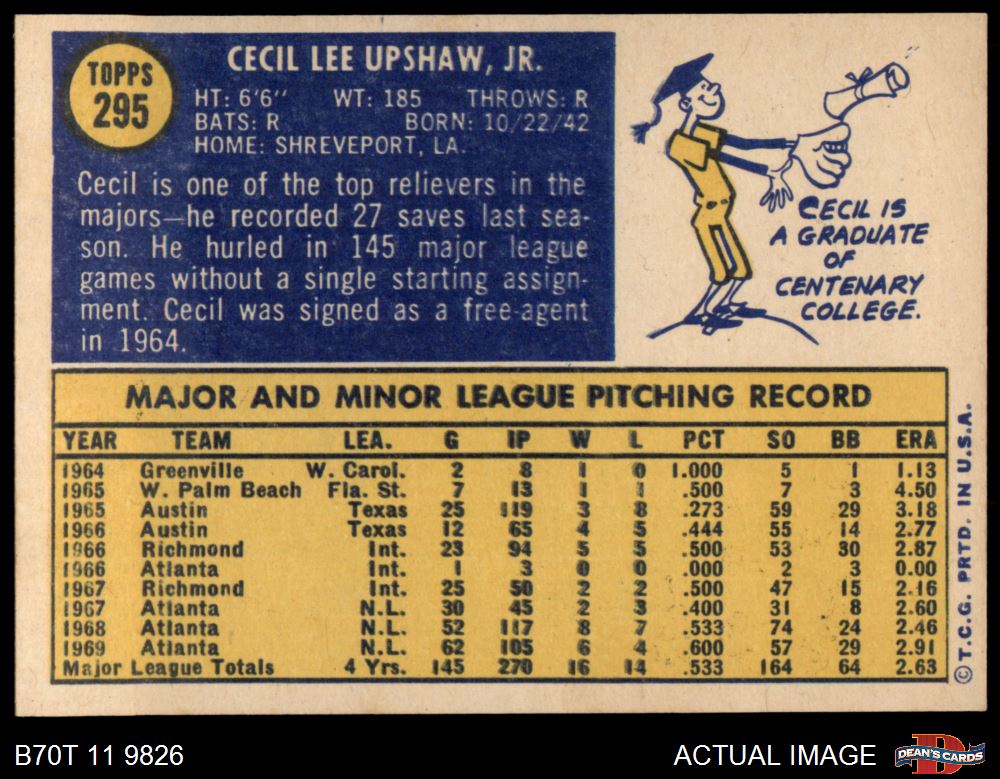 TOPPS
295
CECIL LEE UPSHAW, JR.
HT: 6'6" WT: 185 THROWS: R
BATS: R BORN: 10/22/42
HOME: SHREVEPORT, LA.
Cecil is one of the top relievers in the
majors—he recorded 27 saves last sea-
son. He hurled in 145 major league
games without a single starting assign-
ment. Cecil was signed as a free-agent
in 1964.
CECIL IS
A GRADUATE
OF
CENTENARY
COLLEGE.
MAJOR AND MINOR LEAGUE PITCHING RECORD
YEAR TEAM LEA. G IP W L PCT SO BB ERA
1964 Greenville W. Carol. 2 8 1 0 1.000 5 1 1.13
1965 W. Palm Beach Fla. St. 7 13 1 1 .500 7 3 4.50
1965 Austin Texas 25 119 3 8 .273 59 29 3.18
1966 Austin Texas 12 65 4 5 .444 55 14 2.77
1966 Richmond Int. 23 94 5 5 .500 53 30 2.87
1966 Atlanta Int. 1 3 0 0 .000 2 3 0.00
1967 Richmond Int. 25 50 2 2 .500 47 15 2.16
1967 Atlanta N.L. 30 45 2 3 .400 31 8 2.60
1968 Atlanta N.L. 52 117 8 7 .533 74 24 2.46
1969 Atlanta N.L. 62 105 6 4 .600 57 29 2.91
Major League Totals 4 Yrs. 145 270 16 14 .533 164 64 2.63
©T.C.G. PRTD. IN U.S.A.
B70T 11 9826
ACTUAL IMAGE
DEAN'S CARDS